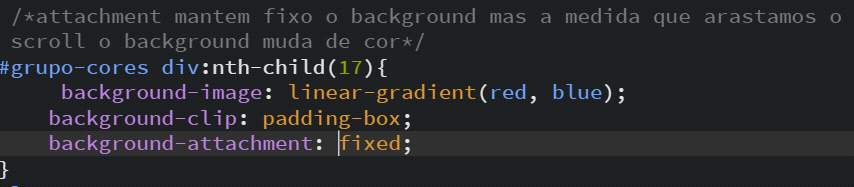 /*attachment mantem fixo o background mas a medida que arastamos o
scroll o background muda de cor*/
#grupo-cores div:nth-child(17){
background-image: linear-gradient(red, blue);
background-clip: padding-box;
background-attachment: fixed;
}